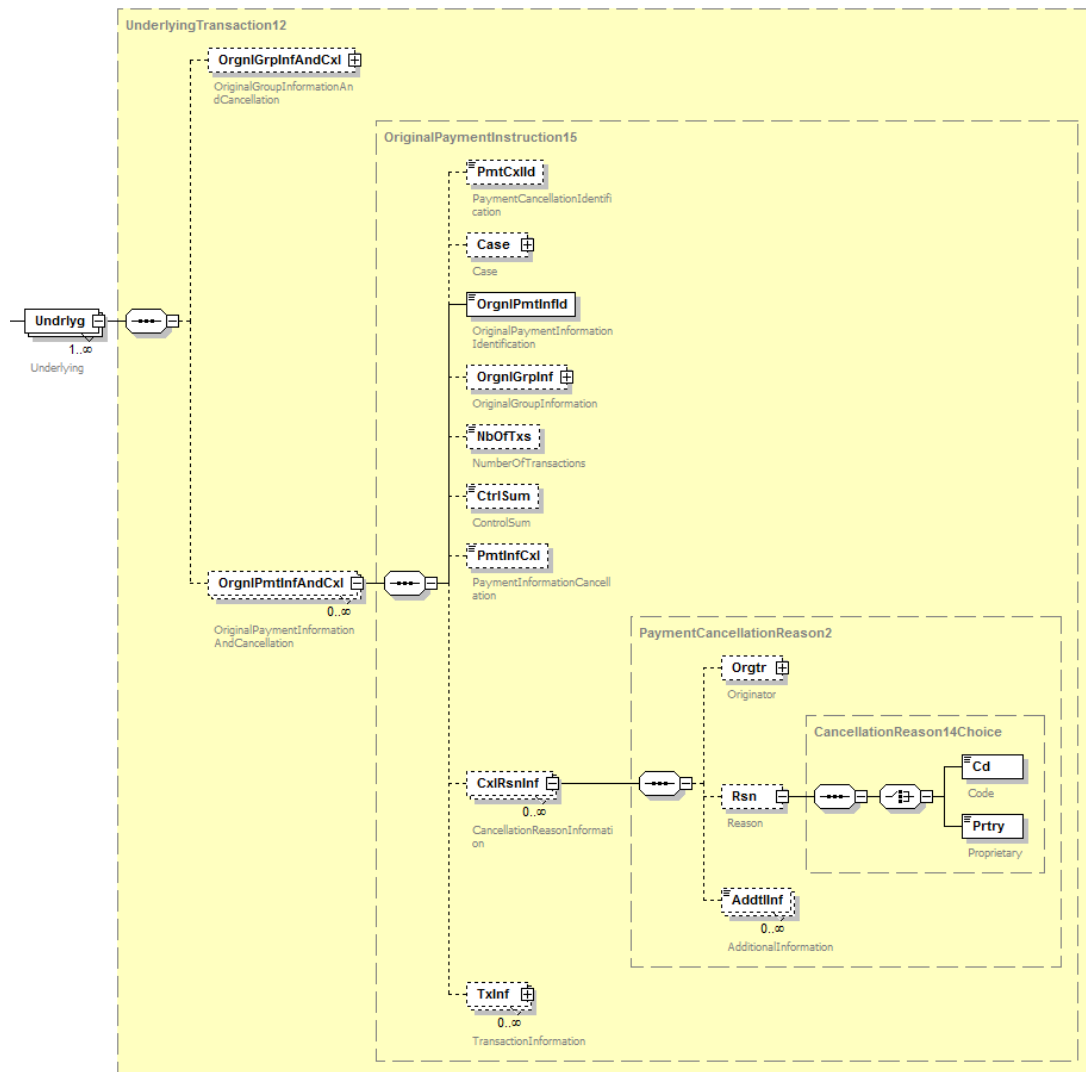 UnderlyingTransaction12
OrgnlGrpInfAndCxl
OriginalGroupInformationAn
dCancellation
OriginalPaymentInstruction15
PmtCxlId
PaymentCancellationIdentifi
cation
Case
Case
Undrlyg
1..∞
Underlying
OrgnlPmtInfId
OriginalPaymentInformation
Identification
OrgnlGrpInf
OriginalGroupInformation
NbOfTxs
NumberOfTransactions
CtrlSum
ControlSum
PmtInfCxl
PaymentInformationCancell
ation
OrgnlPmtInfAndCxl
0..∞
OriginalPaymentInformation
AndCancellation
PaymentCancellationReason2
Orgtr
Originator
CancellationReason14Choice
Cd
Code
CxlRsnInf
0..∞
CancellationReasonInformati
on
Rsn
Reason
Prtry
Proprietary
AddtlInf
0..∞
AdditionalInformation
TxInf
0..∞
TransactionInformation